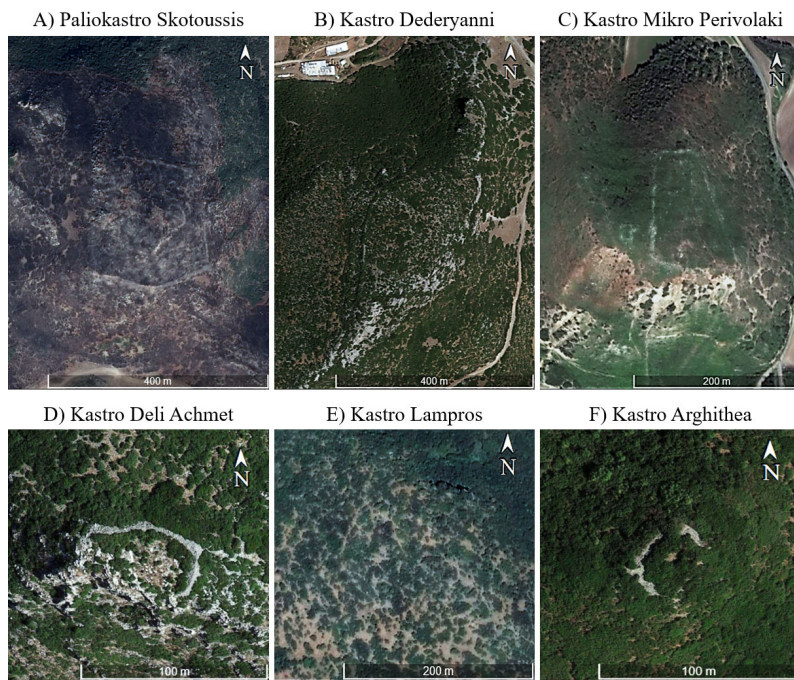 A) Paliokastro Skotoussis
B) Kastro Dederyanni
C) Kastro Mikro Perivolaki
N
N
N
400 m
400 m
200 m
D) Kastro Deli Achmet
E) Kastro Lampros
F) Kastro Arghithea
N
N
N
100 m
200 m
100 m